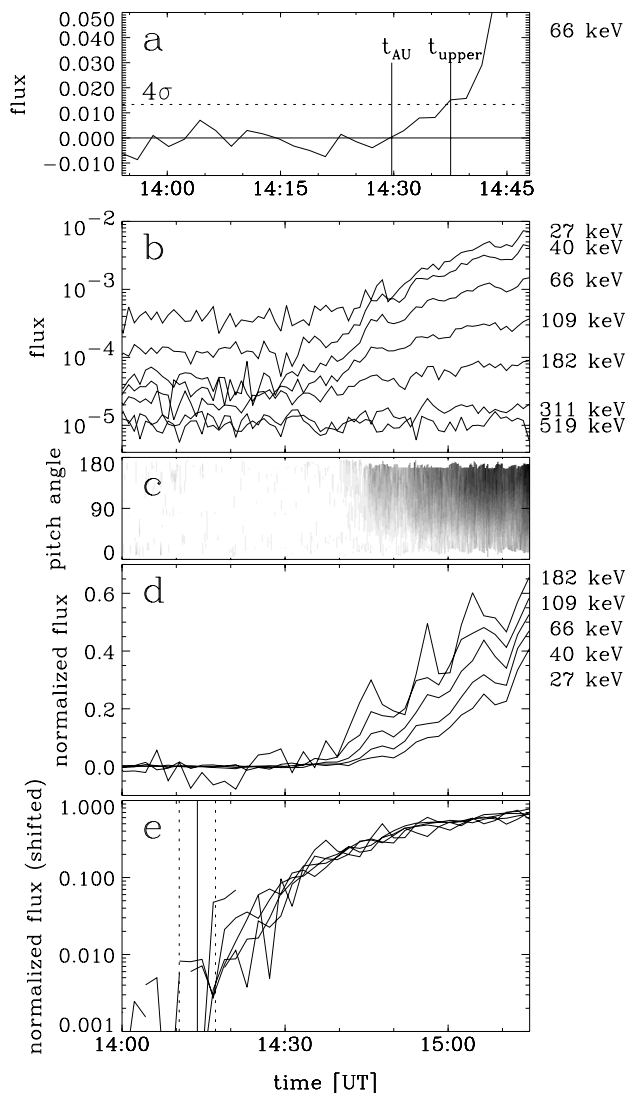 0.050
0.040
0.030
0.020
0.010
0.000
−0.010
flux
a
4σ
t_AU
t_upper
66 keV
14:00
14:15
14:30
14:45
10^−2
10^−3
10^−4
10^−5
flux
b
27 keV
40 keV
66 keV
109 keV
182 keV
311 keV
519 keV
180
90
0
pitch angle
c
0.6
0.4
0.2
0.0
normalized flux
d
182 keV
109 keV
66 keV
40 keV
27 keV
1.000
0.100
0.010
0.001
normalized flux (shifted)
e
14:00
14:30
15:00
time [UT]